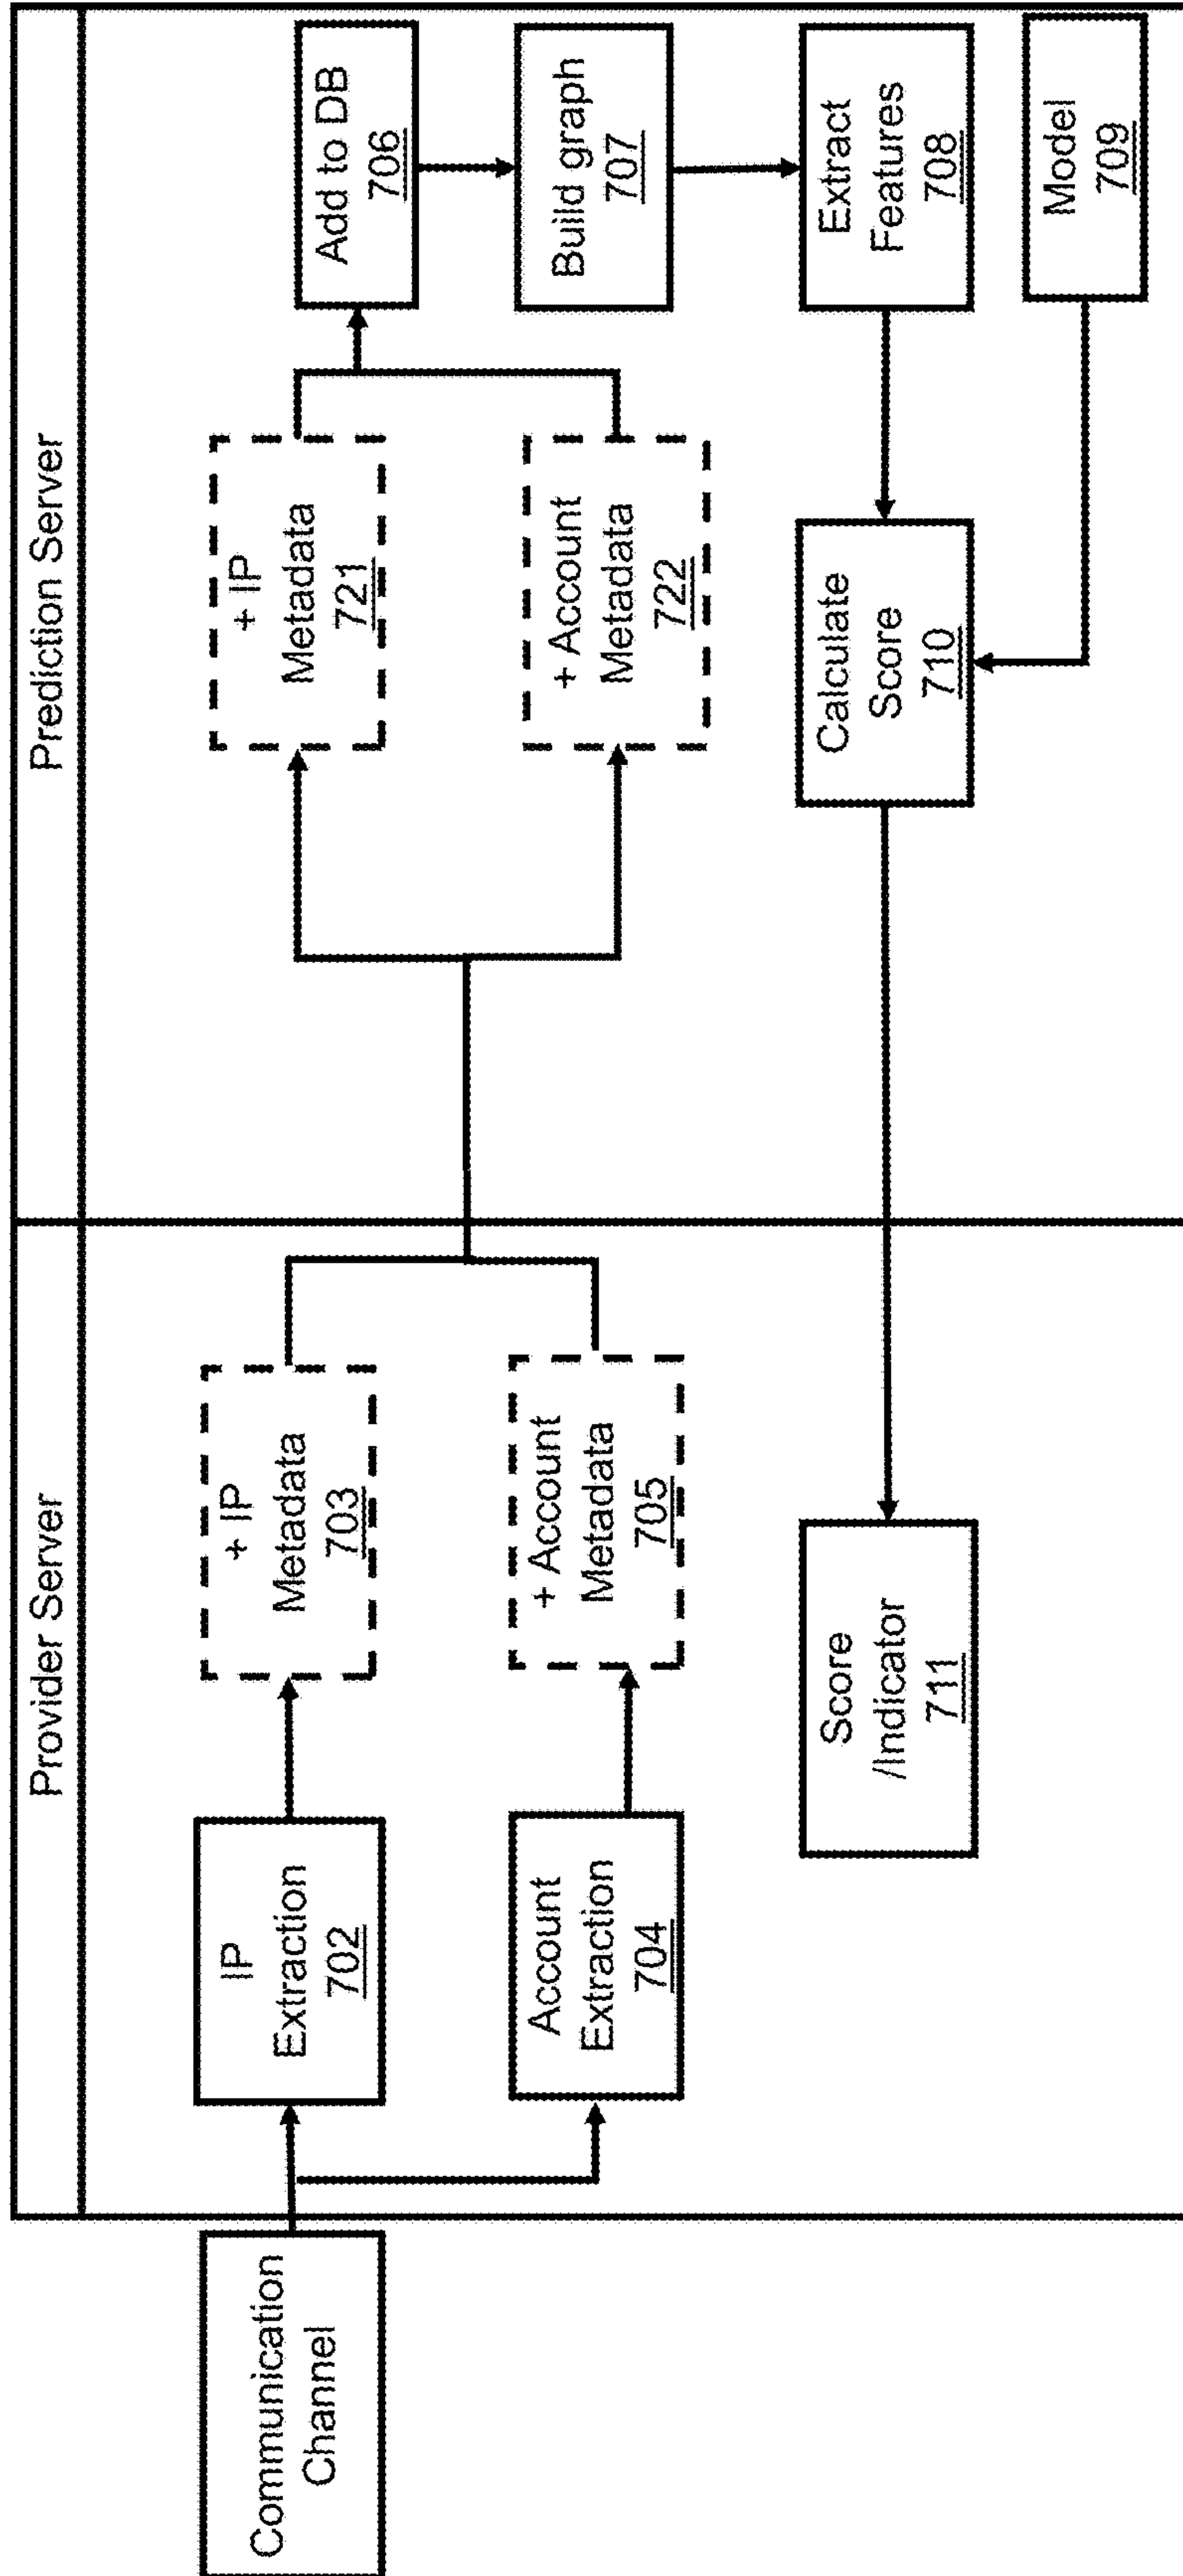 Provider Server
Prediction Server
Communication
Channel
IP
Extraction
702
+ IP
Metadata
703
Account
Extraction
704
+ Account
Metadata
705
+ IP
Metadata
721
+ Account
Metadata
722
Add to DB
706
Build graph
707
Extract
Features
708
Model
709
Calculate
Score
710
Score
/Indicator
711